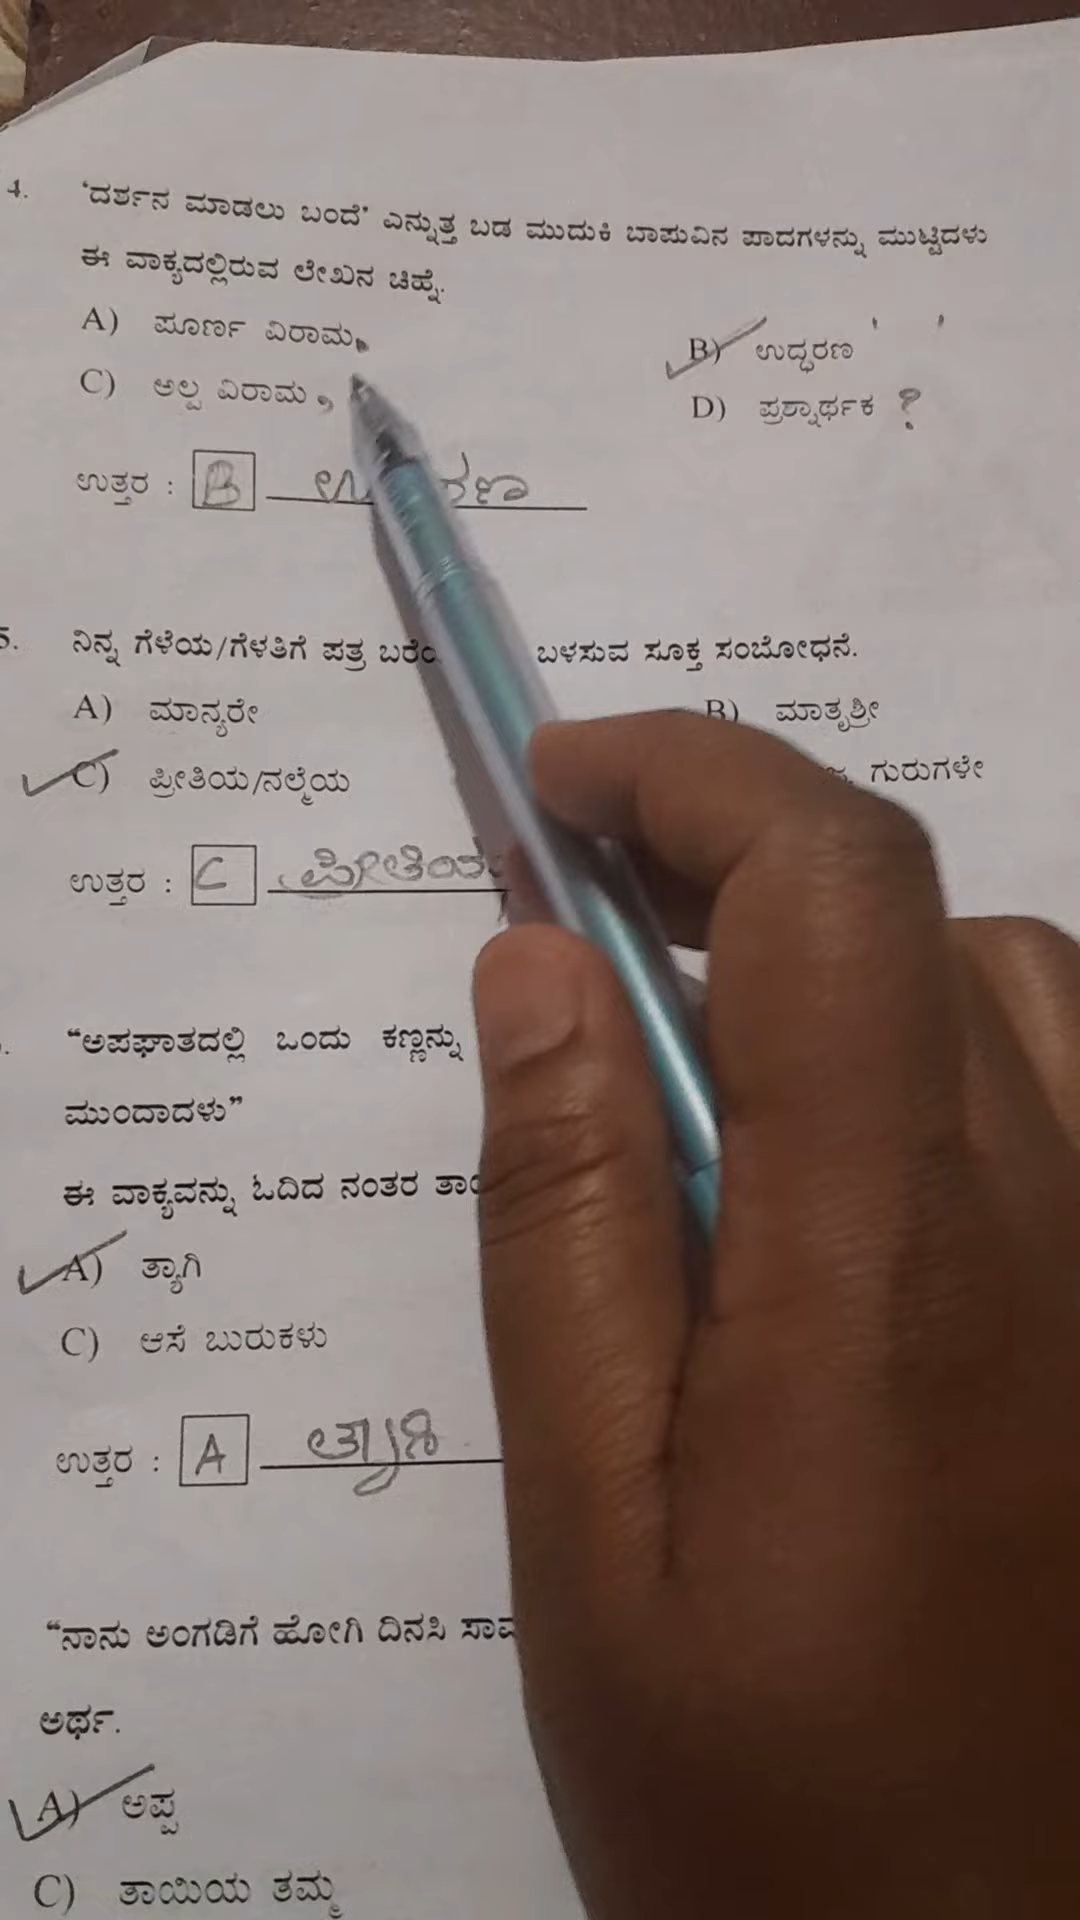 4. 'ದರ್ಶನ ಮಾಡಲು ಬಂದೆ' ಎನ್ನುತ್ತ ಬಡ ಮುದುಕಿ ಬಾಪುವಿನ ಪಾದಗಳನ್ನು ಮುಟ್ಟಿದಳು
ಈ ವಾಕ್ಯದಲ್ಲಿರುವ ಲೇಖನ ಚಿಹ್ನೆ.
A) ಪೂರ್ಣ ವಿರಾಮ. B) ಉದ್ಧರಣ ' '
C) ಅಲ್ಪ ವಿರಾಮ , D) ಪ್ರಶ್ನಾರ್ಥಕ ?
ಉತ್ತರ : B
5. ನಿನ್ನ ಗೆಳೆಯ/ಗೆಳತಿಗೆ ಪತ್ರ ಬಳಸುವ ಸೂಕ್ತ ಸಂಬೋಧನೆ.
A) ಮಾನ್ಯರೇ B) ಮಾತೃಶ್ರೀ
C) ಪ್ರೀತಿಯ/ನಲ್ಮೆಯ ಗುರುಗಳೇ
ಉತ್ತರ : C ಪ್ರೀತಿಯ
. "ಅಪಘಾತದಲ್ಲಿ ಒಂದು ಕಣ್ಣನ್ನು
ಮುಂದಾದಳು"
ಈ ವಾಕ್ಯವನ್ನು ಓದಿದ ನಂತರ
A) ತ್ಯಾಗಿ
C) ಆಸೆ ಬುರುಕಳು
ಉತ್ತರ : A ತ್ಯಾಗಿ
"ನಾನು ಅಂಗಡಿಗೆ ಹೋಗಿ ದಿನಸಿ
ಅರ್ಥ.
A) ಅಪ್ಪ
C) ತಾಯಿಯ ತಮ್ಮ